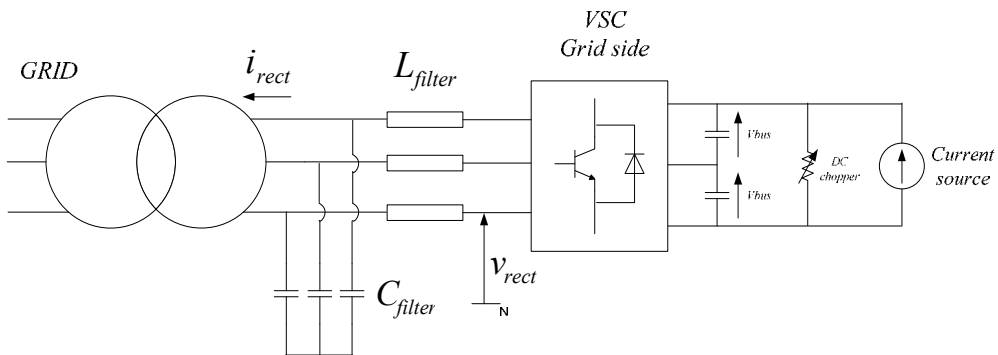 VSC
Grid side
GRID
i_rect
L_filter
Vbus
DC
chopper
Current
source
Vbus
v_rect
N
C_filter